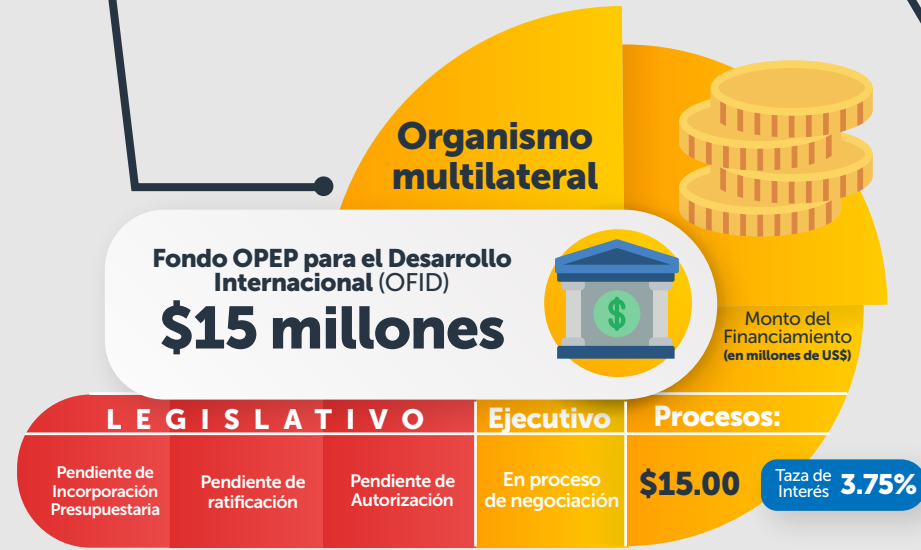 Organismo
multilateral
Fondo OPEP para el Desarrollo
Internacional (OFID)
$15 millones
$
Monto del
Financiamiento
(en millones de US$)
LEGISLATIVO
Ejecutivo
Procesos:
Pendiente de
Incorporación
Presupuestaria
Pendiente de
ratificación
Pendiente de
Autorización
En proceso
de negociación
$15.00
Taza de
Interés
3.75%